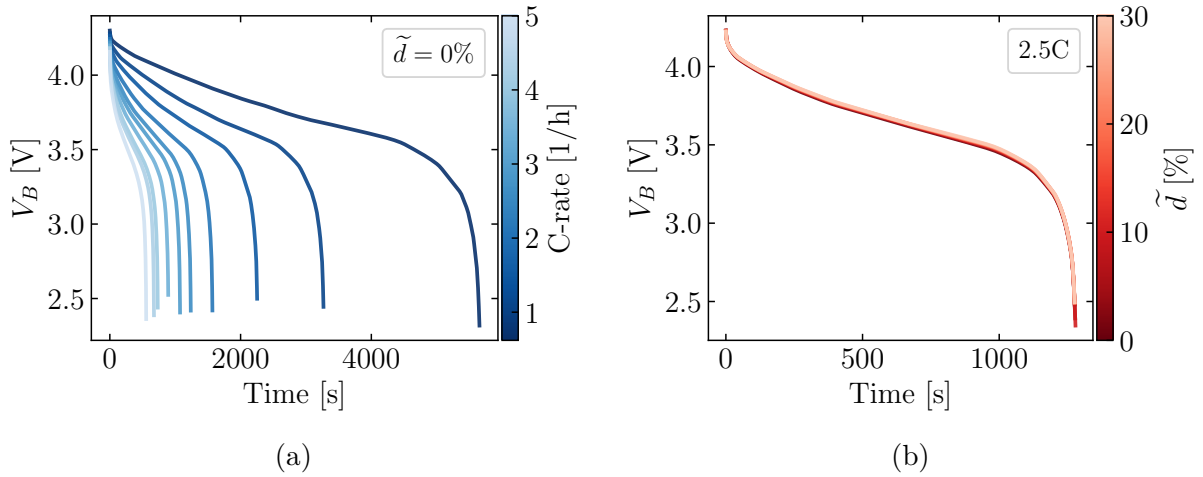 4.0
3.5
3.0
2.5
V_B [V]
0
2000
4000
Time [s]
d̃ = 0%
5
4
3
2
1
C-rate [1/h]
(a)
4.0
3.5
3.0
2.5
V_B [V]
0
500
1000
Time [s]
2.5C
30
20
10
0
d̃ [%]
(b)